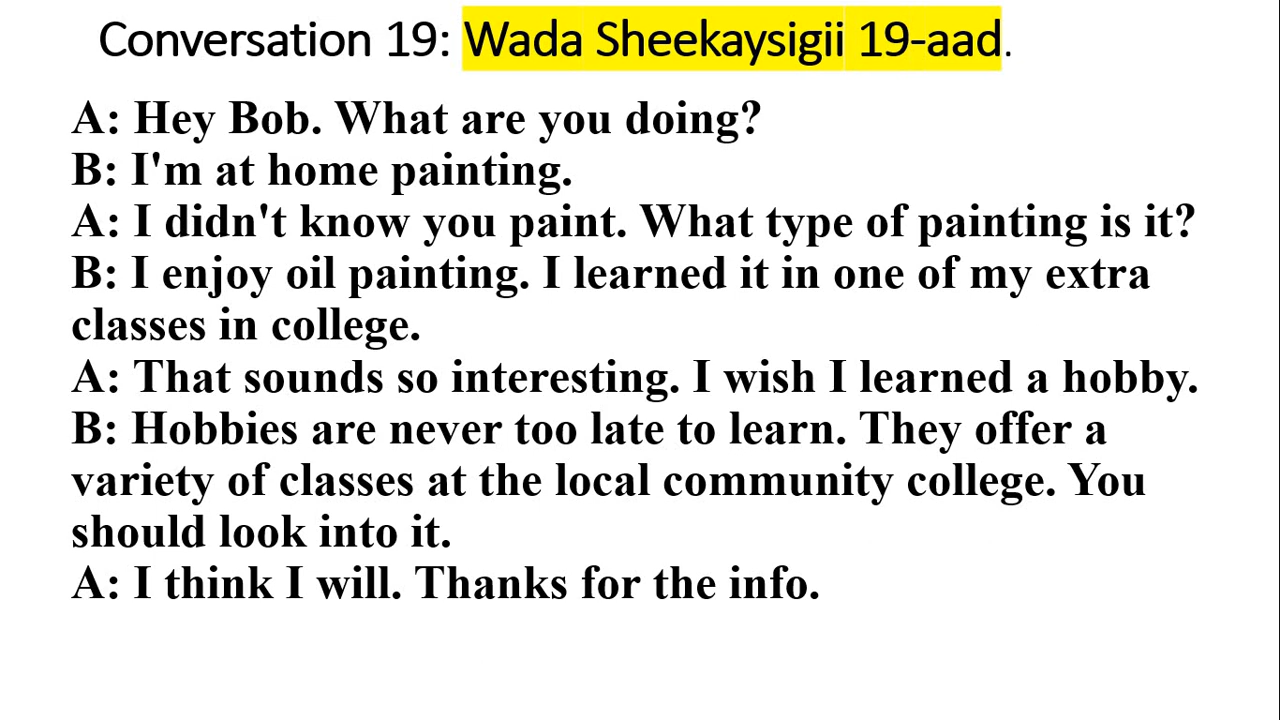 Conversation 19: Wada Sheekaysigii 19-aad.
A: Hey Bob. What are you doing?
B: I'm at home painting.
A: I didn't know you paint. What type of painting is it?
B: I enjoy oil painting. I learned it in one of my extra
classes in college.
A: That sounds so interesting. I wish I learned a hobby.
B: Hobbies are never too late to learn. They offer a
variety of classes at the local community college. You
should look into it.
A: I think I will. Thanks for the info.